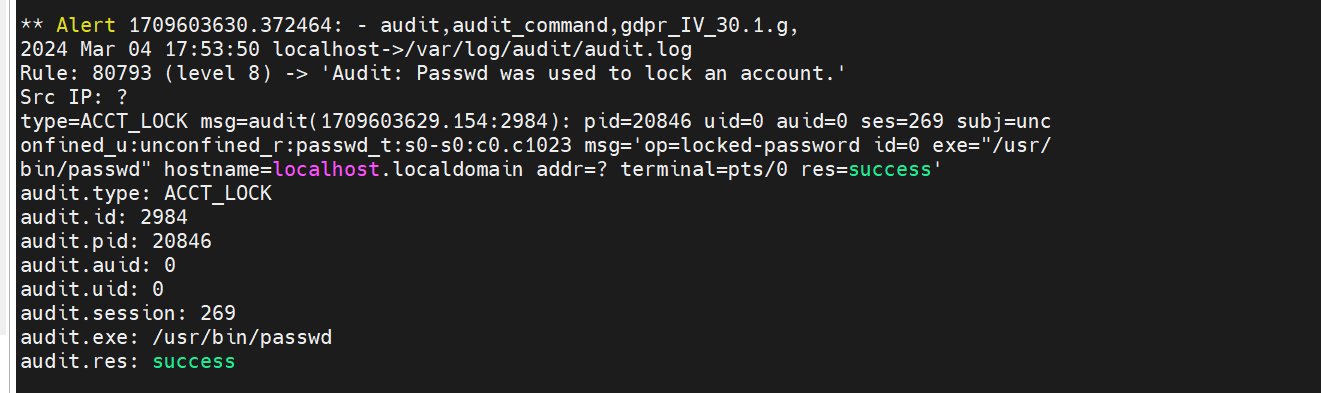 ** Alert 1709603630.372464: - audit,audit_command,gdpr_IV_30.1.g,
2024 Mar 04 17:53:50 localhost->/var/log/audit/audit.log
Rule: 80793 (level 8) -> 'Audit: Passwd was used to lock an account.'
Src IP: ?
type=ACCT_LOCK msg=audit(1709603629.154:2984): pid=20846 uid=0 auid=0 ses=269 subj=unc
onfined_u:unconfined_r:passwd_t:s0-s0:c0.c1023 msg='op=locked-password id=0 exe="/usr/
bin/passwd" hostname=localhost.localdomain addr=? terminal=pts/0 res=success'
audit.type: ACCT_LOCK
audit.id: 2984
audit.pid: 20846
audit.auid: 0
audit.uid: 0
audit.session: 269
audit.exe: /usr/bin/passwd
audit.res: success